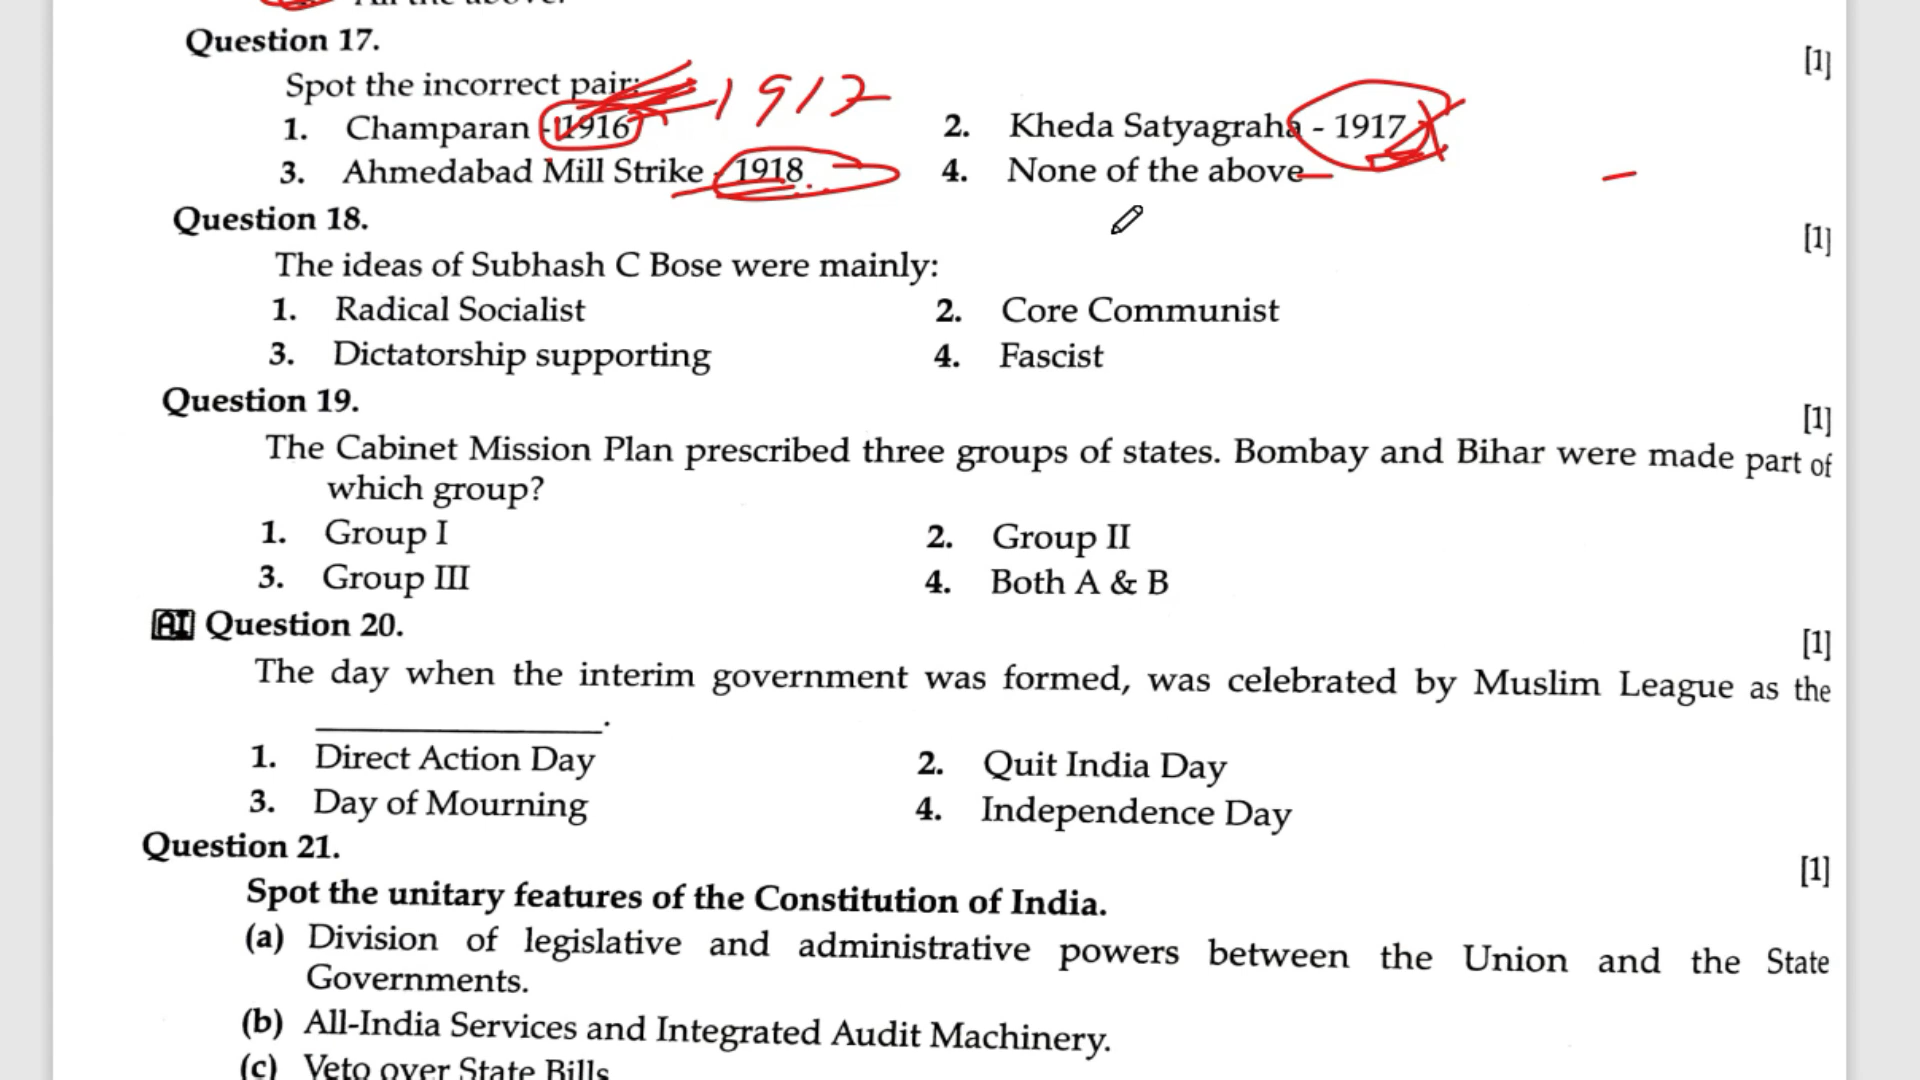 All the above.
Question 17.
[1]
Spot the incorrect pair:
1917
1. Champaran - 1916
2. Kheda Satyagraha - 1917
3. Ahmedabad Mill Strike - 1918
4. None of the above
Question 18.
[1]
The ideas of Subhash C Bose were mainly:
1. Radical Socialist
2. Core Communist
3. Dictatorship supporting
4. Fascist
Question 19.
[1]
The Cabinet Mission Plan prescribed three groups of states. Bombay and Bihar were made part of
which group?
1. Group I
2. Group II
3. Group III
4. Both A & B
AI Question 20.
[1]
The day when the interim government was formed, was celebrated by Muslim League as the
____________.
1. Direct Action Day
2. Quit India Day
3. Day of Mourning
4. Independence Day
Question 21.
[1]
Spot the unitary features of the Constitution of India.
(a) Division of legislative and administrative powers between the Union and the State
Governments.
(b) All-India Services and Integrated Audit Machinery.
(c) Veto over State Bills